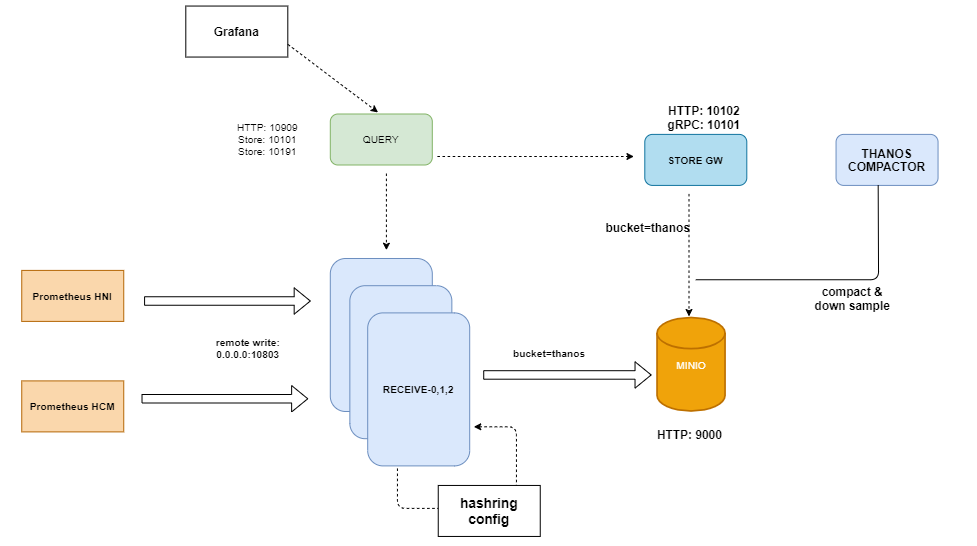 Grafana
HTTP: 10909
Store: 10101
Store: 10191
QUERY
HTTP: 10102
gRPC: 10101
STORE GW
THANOS
COMPACTOR
bucket=thanos
compact &
down sample
Prometheus HNI
remote write:
0.0.0.0:10803
Prometheus HCM
RECEIVE-0,1,2
bucket=thanos
MINIO
HTTP: 9000
hashring
config